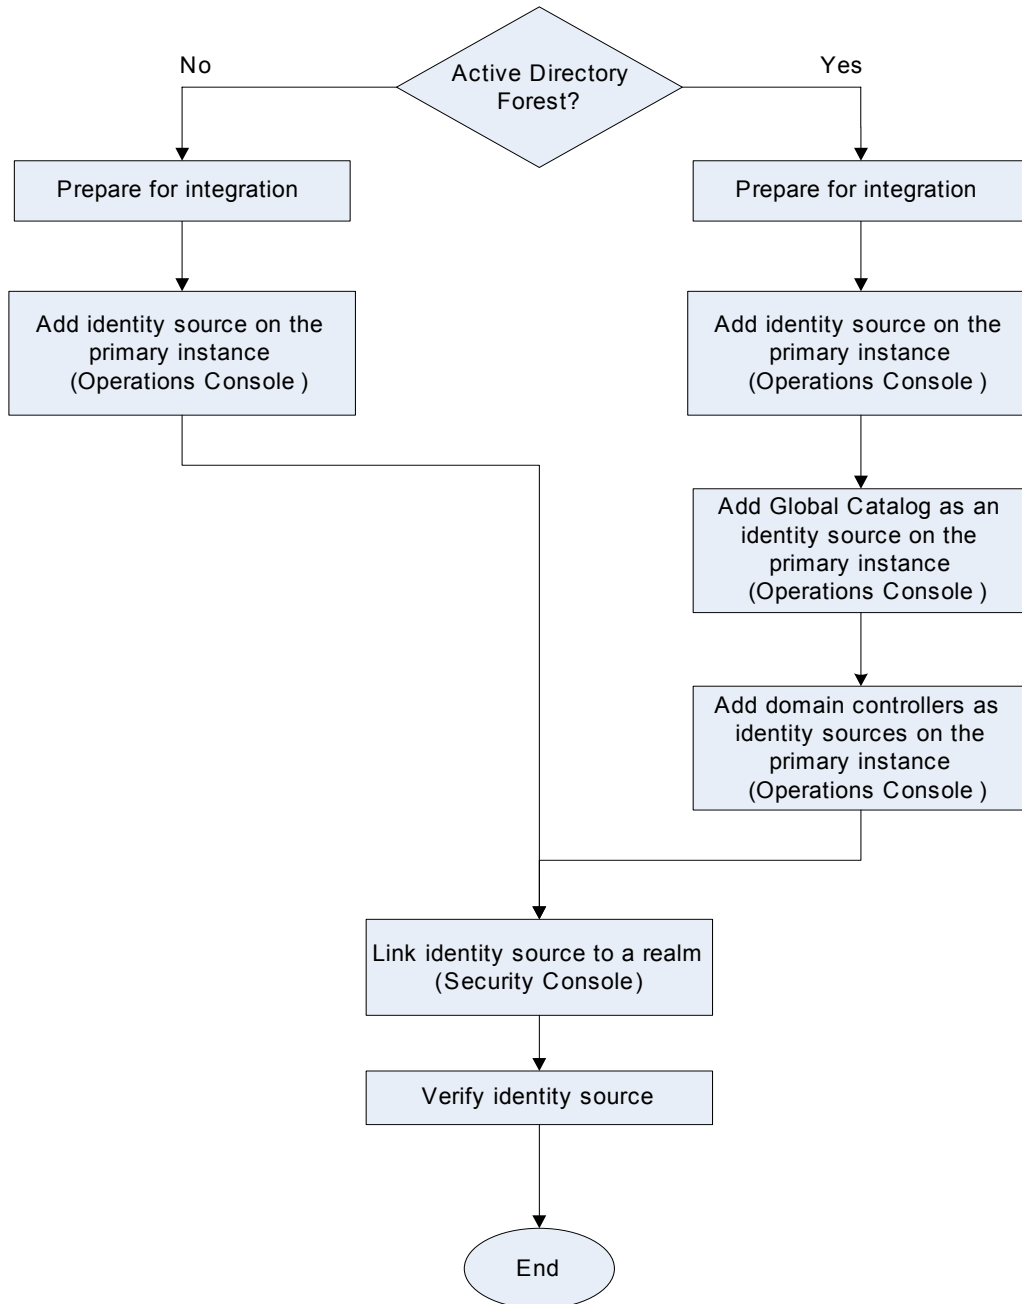 Active Directory
Forest?
No
Yes
Prepare for integration
Prepare for integration
Add identity source on the
primary instance
(Operations Console )
Add identity source on the
primary instance
(Operations Console )
Add Global Catalog as an
identity source on the
primary instance
(Operations Console )
Add domain controllers as
identity sources on the
primary instance
(Operations Console )
Link identity source to a realm
(Security Console)
Verify identity source
End